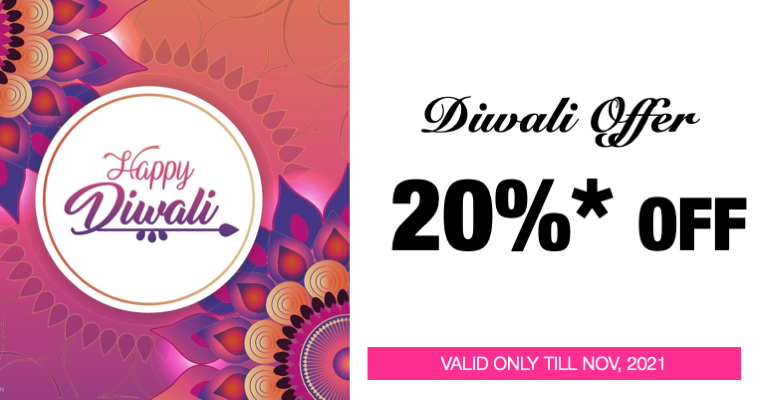 Happy
Diwali
Diwali Offer
20%* OFF
VALID ONLY TILL NOV, 2021